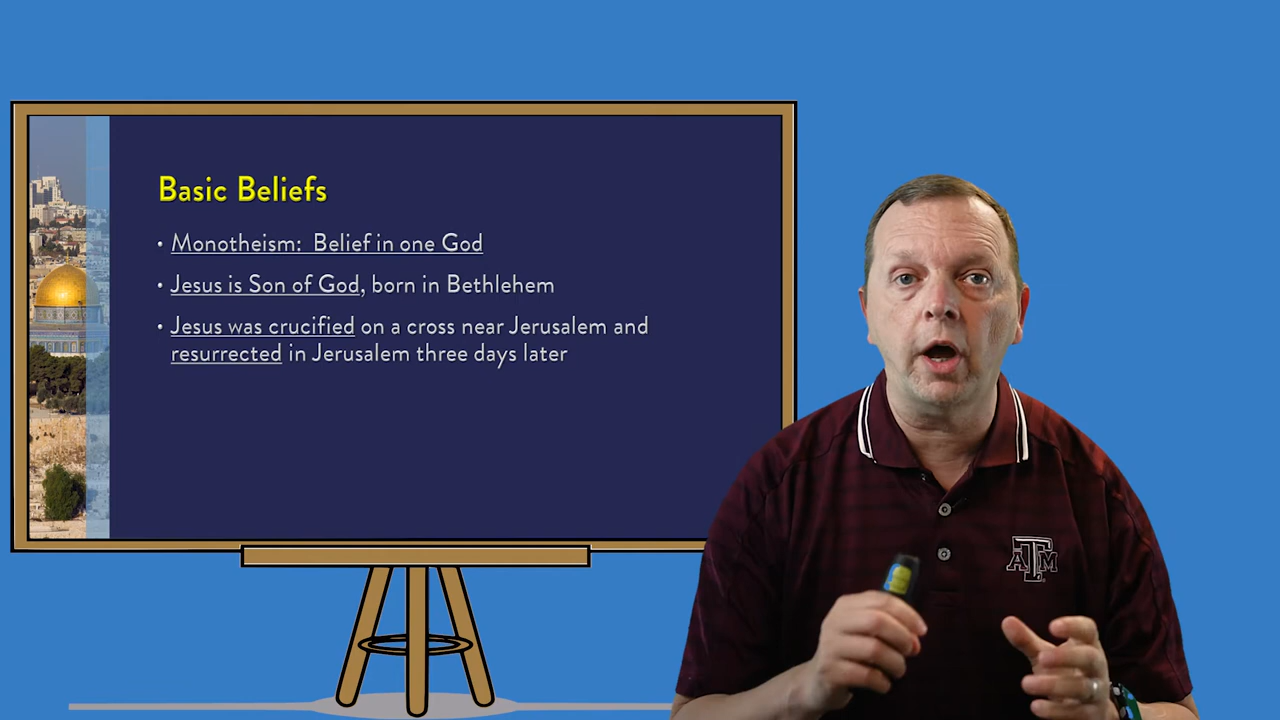 Basic Beliefs
• Monotheism: Belief in one God
• Jesus is Son of God, born in Bethlehem
• Jesus was crucified on a cross near Jerusalem and
resurrected in Jerusalem three days later
ATM